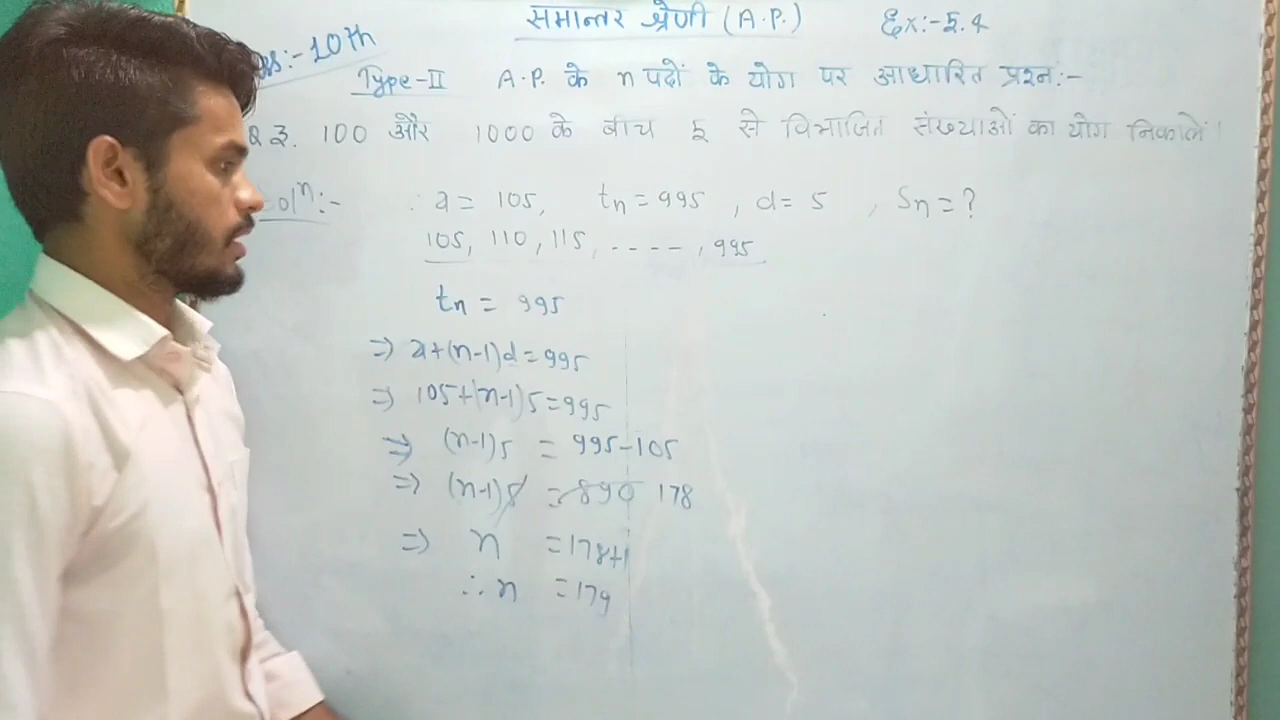 समान्तर श्रेणी (A.P.) Ex:-5.4
:-10th
Type-II A.P. के n पदों के योग पर आधारित प्रश्न:-
Q 3. 100 और 1000 के बीच 5 से विभाजित संख्याओं का योग निकालें।
Solⁿ:- a = 105, tn = 995, d = 5, Sn = ?
105, 110, 115, ----, 995
tn = 995
⇒ a+(n-1)d=995
⇒ 105+(n-1)5=995
⇒ (n-1)5 = 995-105
⇒ (n-1)5 = 890 178
⇒ n = 178+1
∴ n = 179